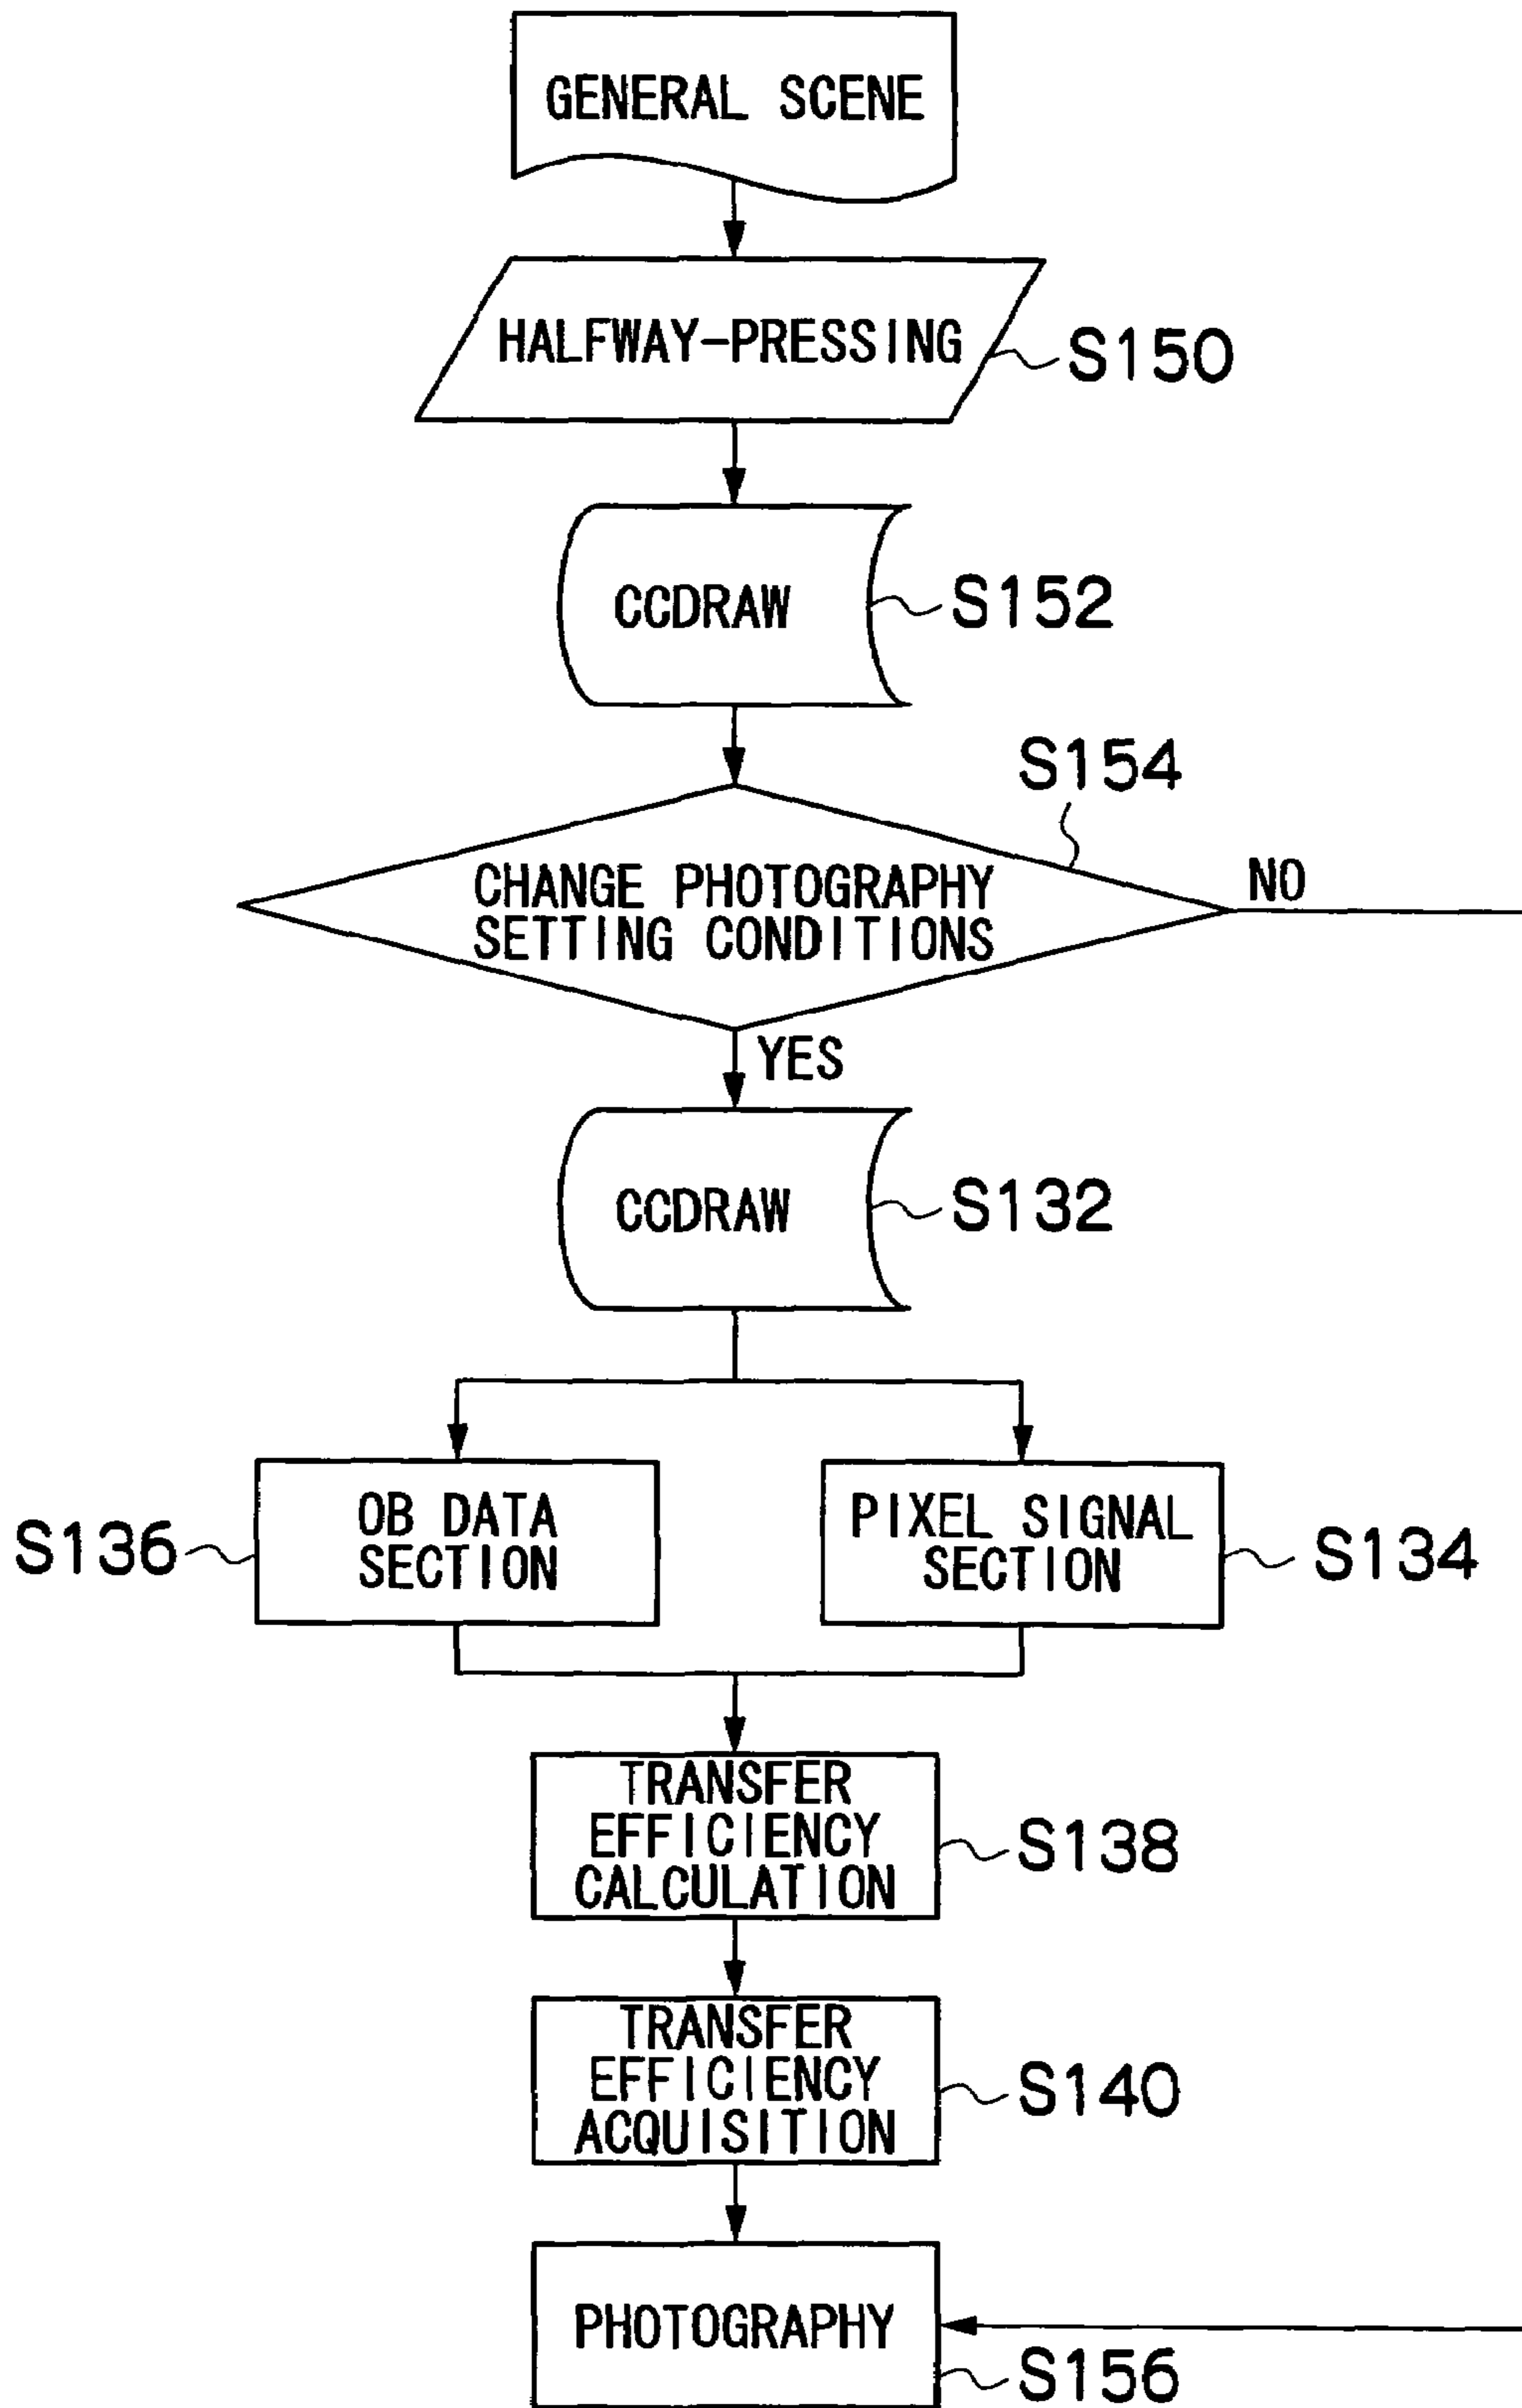 GENERAL SCENE
HALFWAY-PRESSING
S150
CCDRAW
S152
S154
CHANGE PHOTOGRAPHY
SETTING CONDITIONS
NO
YES
CCDRAW
S132
S136
OB DATA
SECTION
PIXEL SIGNAL
SECTION
S134
TRANSFER
EFFICIENCY
CALCULATION
S138
TRANSFER
EFFICIENCY
ACQUISITION
S140
PHOTOGRAPHY
S156